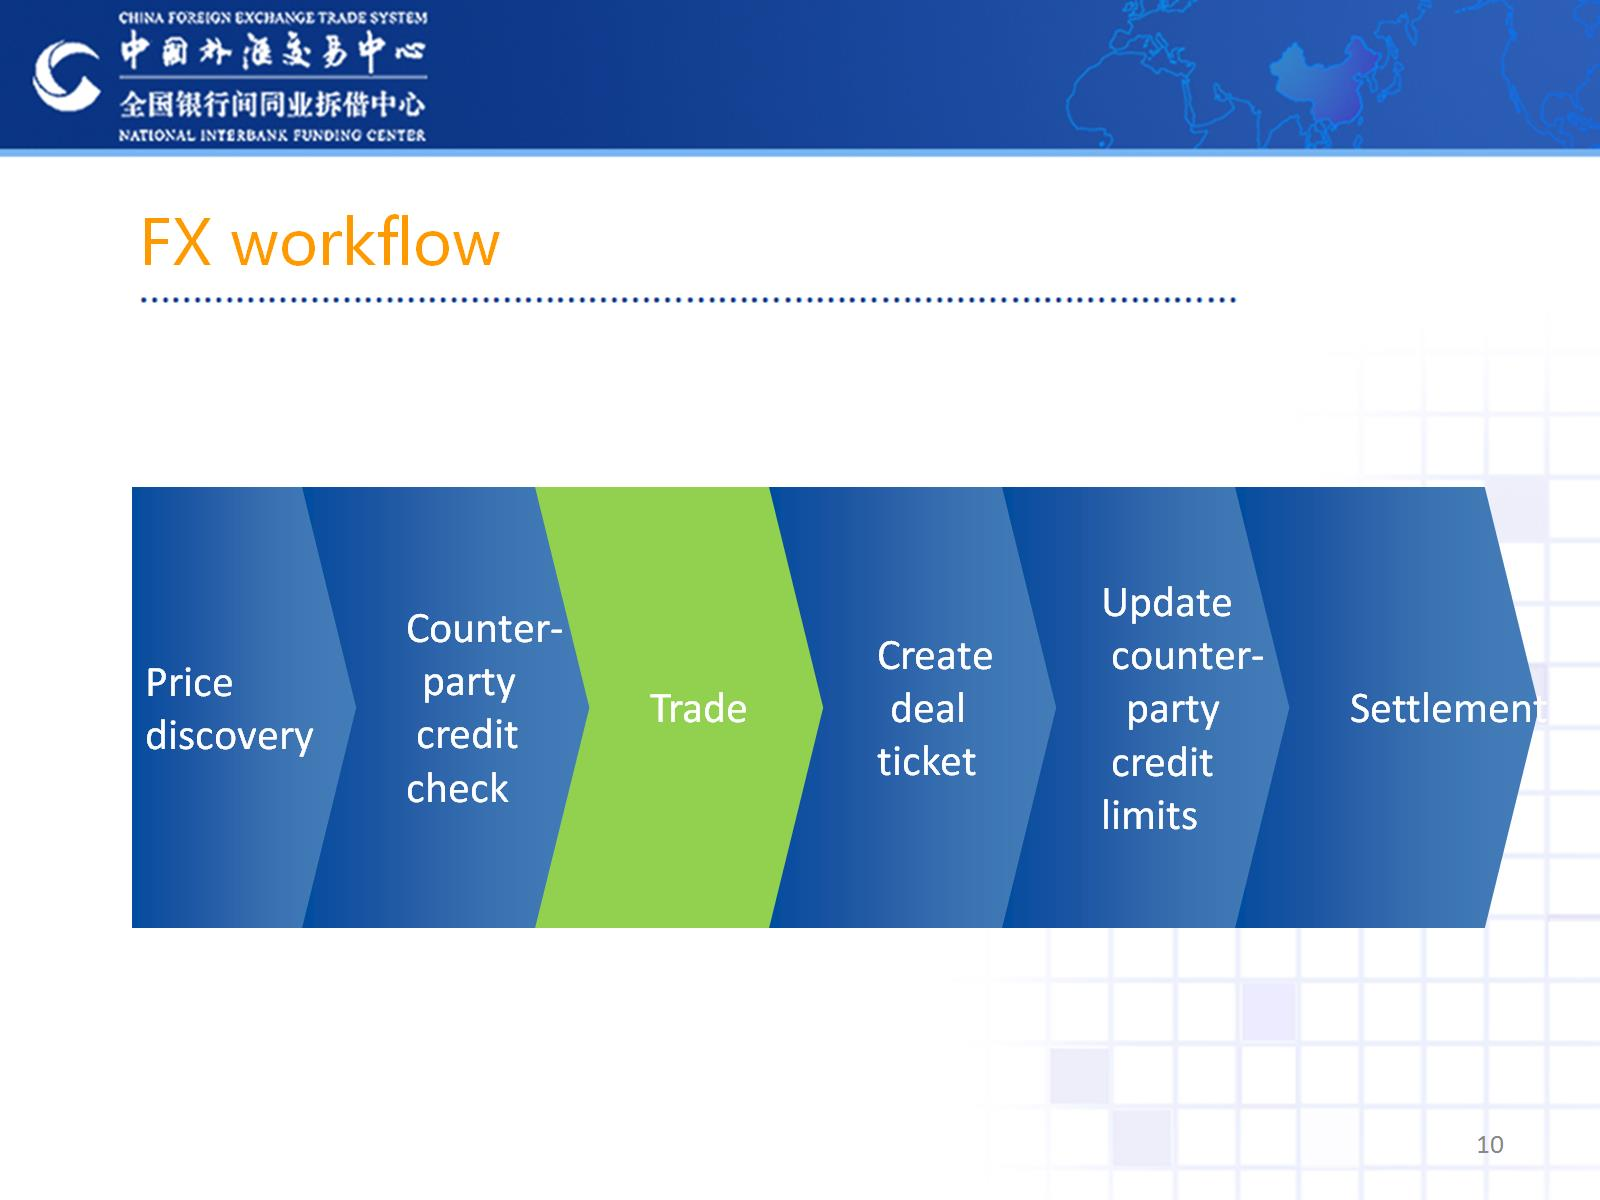 CHINA FOREIGN EXCHANGE TRADE SYSTEM
中国外汇交易中心
全国银行间同业拆借中心
NATIONAL INTERBANK FUNDING CENTER
FX workflow
Price
discovery
Counter-
party
credit
check
Trade
Create
deal
ticket
Update
counter-
party
credit
limits
Settlement
10